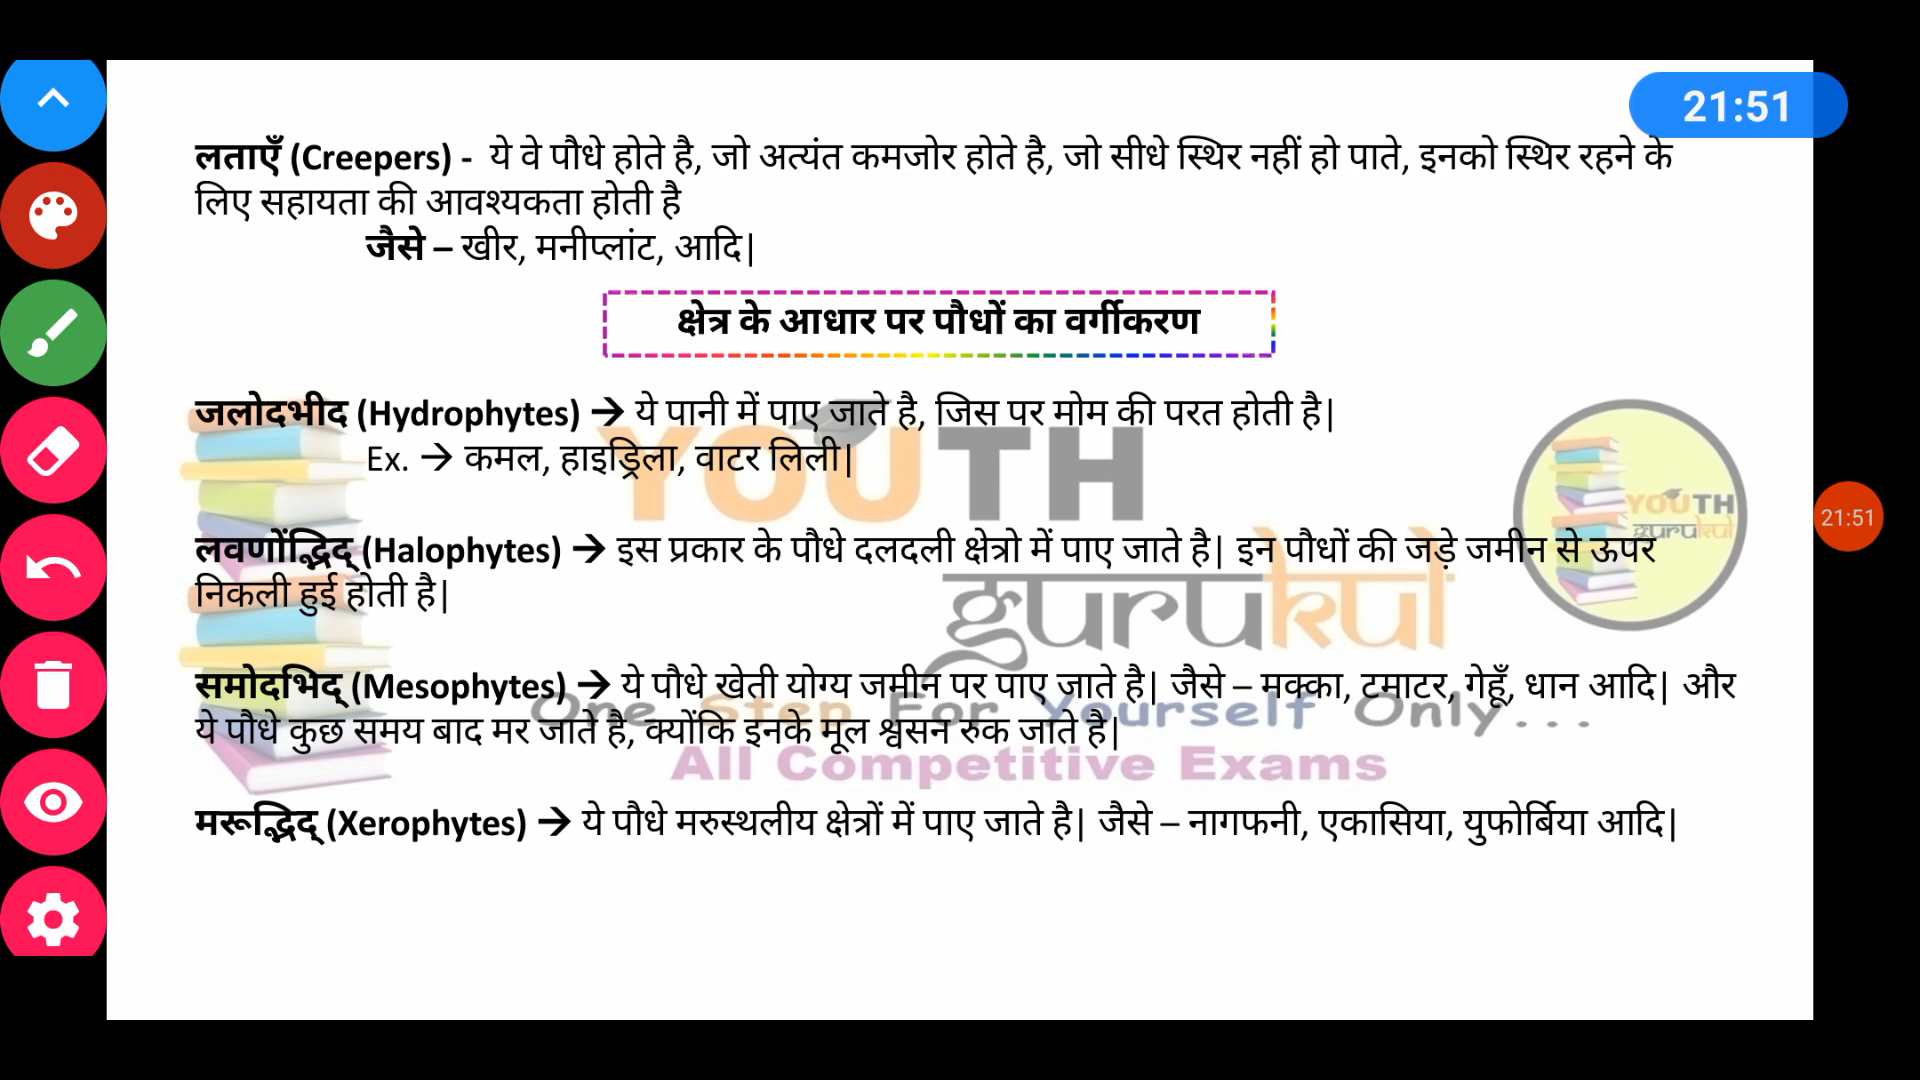 21:51
लताएँ (Creepers) - ये वे पौधे होते है, जो अत्यंत कमजोर होते है, जो सीधे स्थिर नहीं हो पाते, इनको स्थिर रहने के
लिए सहायता की आवश्यकता होती है
जैसे – खीर, मनीप्लांट, आदि|
क्षेत्र के आधार पर पौधों का वर्गीकरण
जलोदभीद (Hydrophytes) → ये पानी में पाए जाते है, जिस पर मोम की परत होती है|
Ex. → कमल, हाइड्रिला, वाटर लिली|
YOUTH
YOUTH
gurukul
21:51
लवणोंद्भिद् (Halophytes) → इस प्रकार के पौधे दलदली क्षेत्रो में पाए जाते है| इन पौधों की जड़े जमीन से ऊपर
निकली हुई होती है|
gurukul
समोदभिद् (Mesophytes) → ये पौधे खेती योग्य जमीन पर पाए जाते है| जैसे – मक्का, टमाटर, गेहूँ, धान आदि| और
One Step For Yourself Only...
ये पौधे कुछ समय बाद मर जाते है, क्योंकि इनके मूल श्वसन रुक जाते है|
All Competitive Exams
मरूद्भिद् (Xerophytes) → ये पौधे मरुस्थलीय क्षेत्रों में पाए जाते है| जैसे – नागफनी, एकासिया, युफोर्बिया आदि|